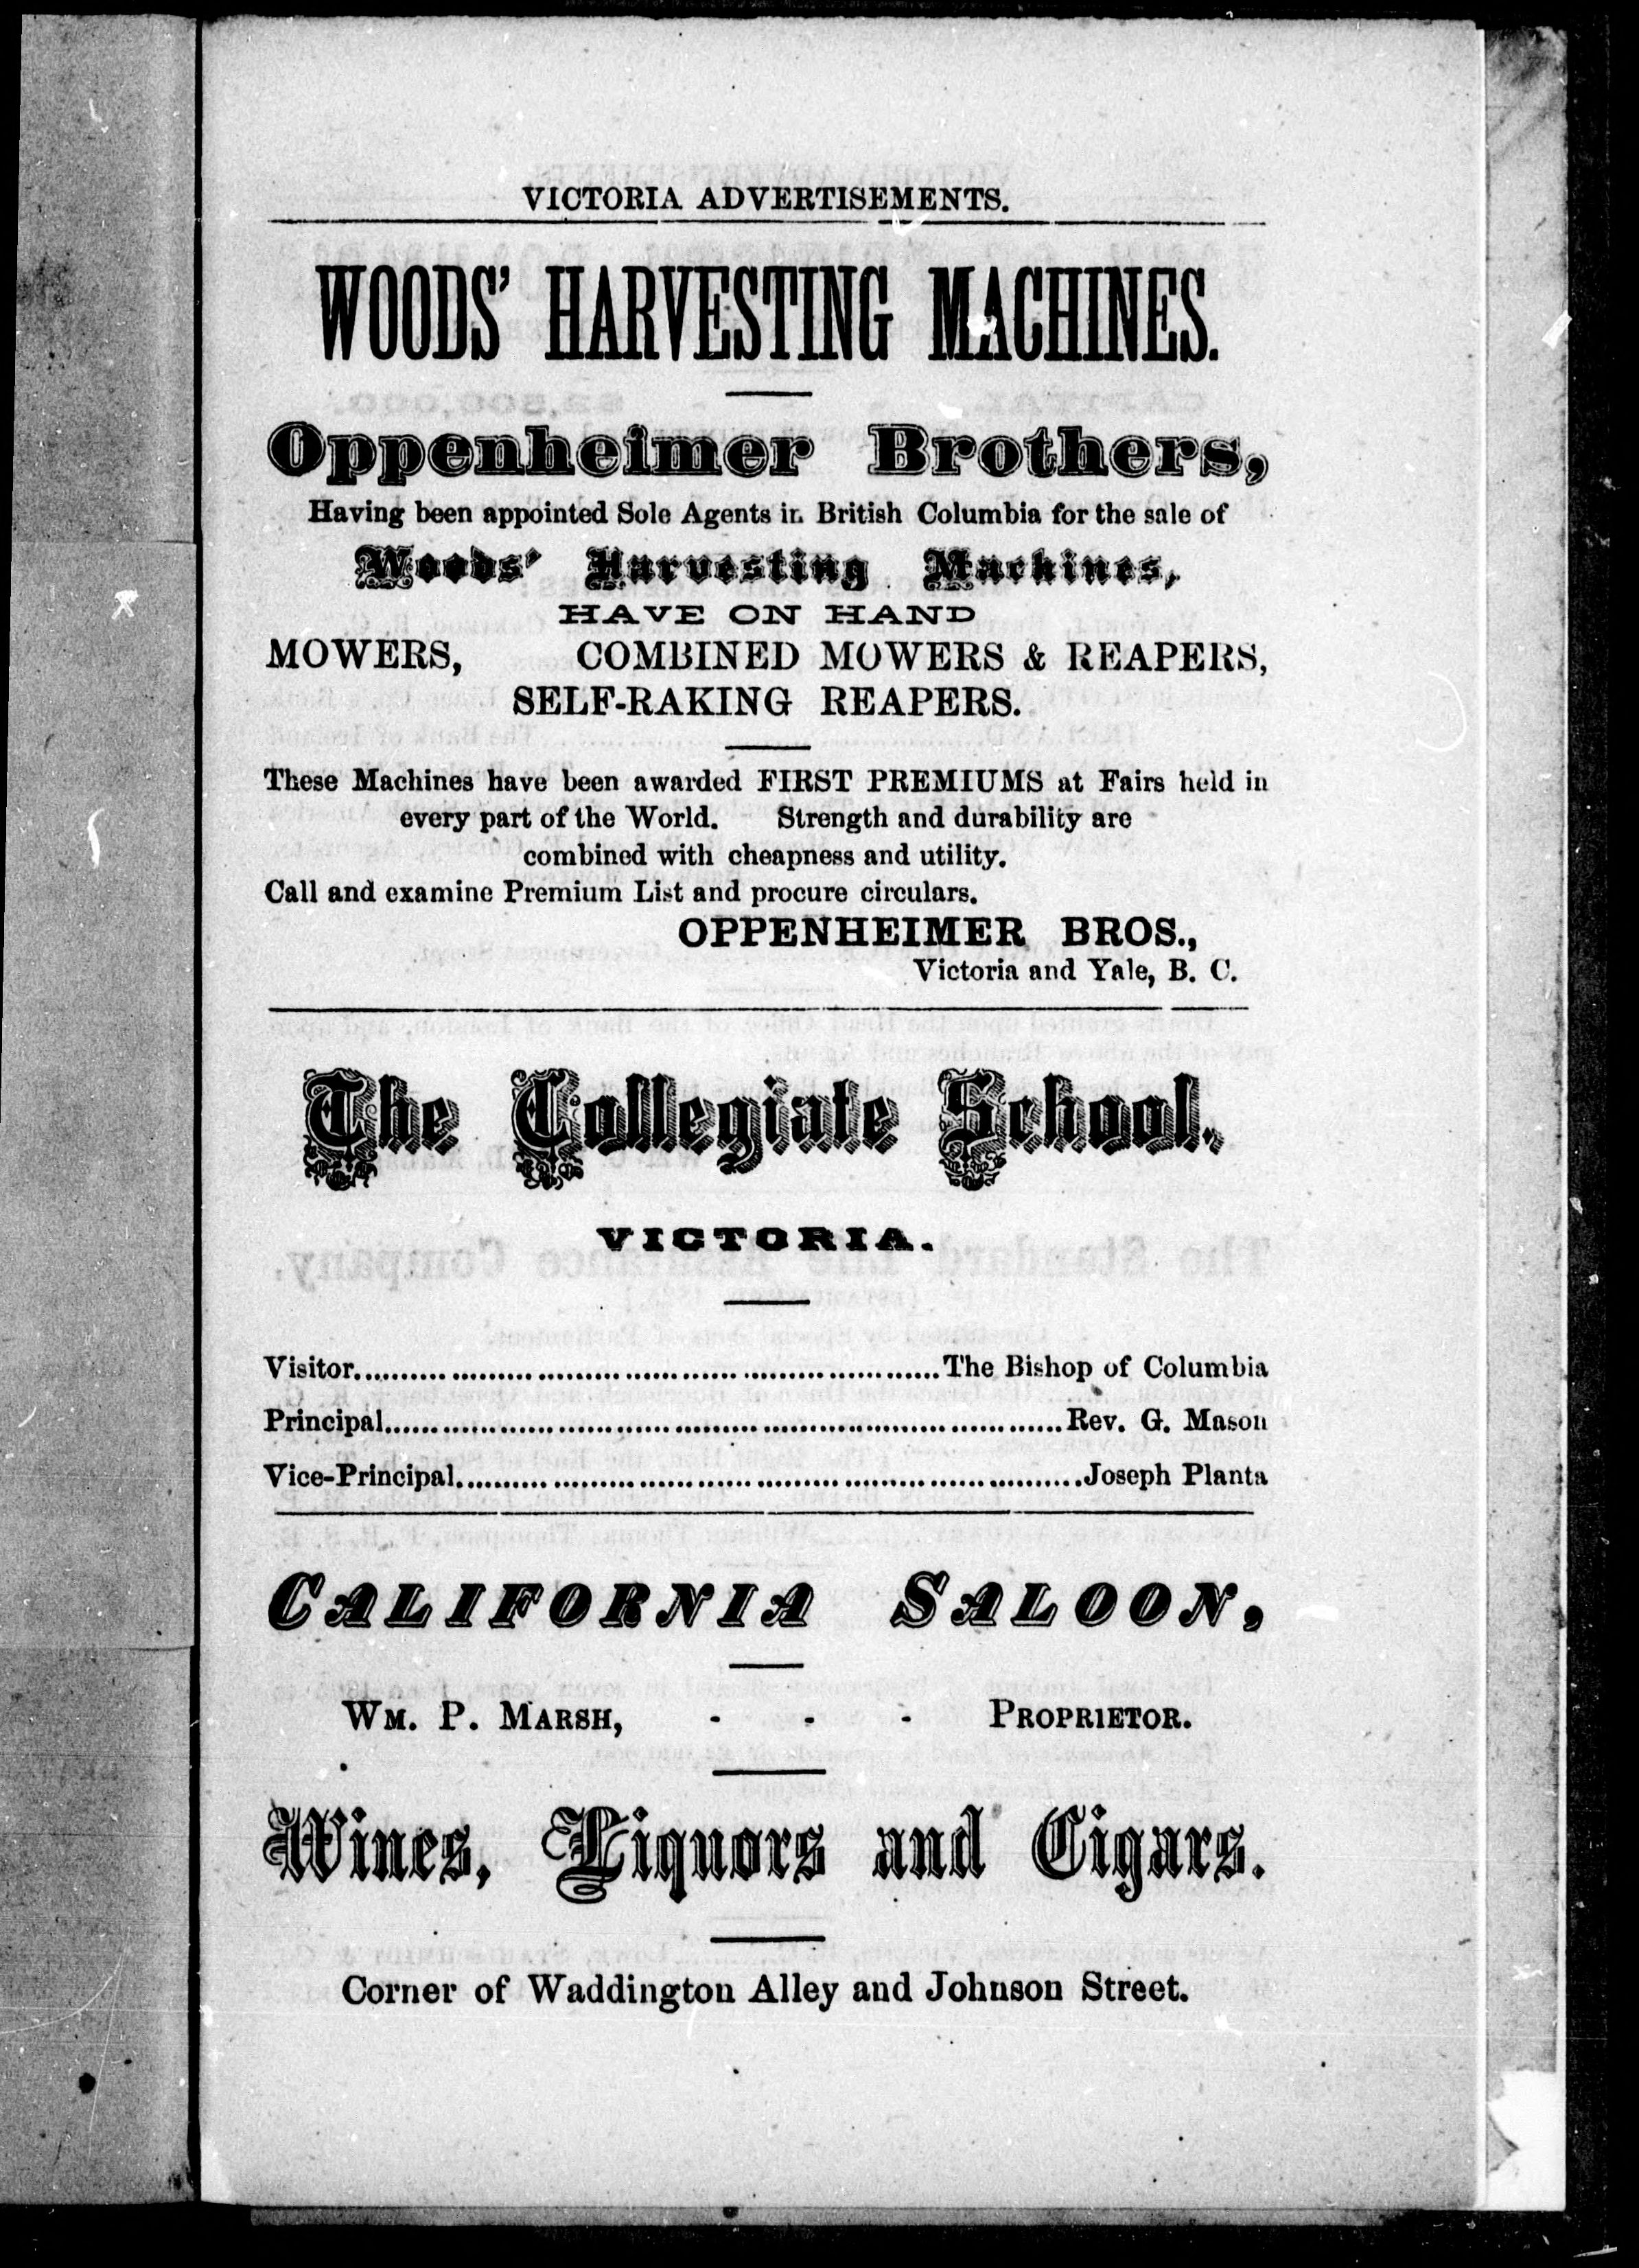 VICTORIA ADVERTISEMENTS.
WOODS' HARVESTING MACHINES.
Oppenheimer Brothers,
Having been appointed Sole Agents in British Columbia for the sale of
Woods' Harvesting Machines,
HAVE ON HAND
MOWERS, COMBINED MOWERS & REAPERS,
SELF-RAKING REAPERS.
These Machines have been awarded FIRST PREMIUMS at Fairs held in
every part of the World. Strength and durability are
combined with cheapness and utility.
Call and examine Premium List and procure circulars.
OPPENHEIMER BROS.,
Victoria and Yale, B. C.
The Collegiate School,
VICTORIA.
Visitor..........The Bishop of Columbia
Principal..........Rev. G. Mason
Vice-Principal..........Joseph Planta
CALIFORNIA SALOON,
WM. P. MARSH, - - - PROPRIETOR.
Wines, Liquors and Cigars.
Corner of Waddington Alley and Johnson Street.